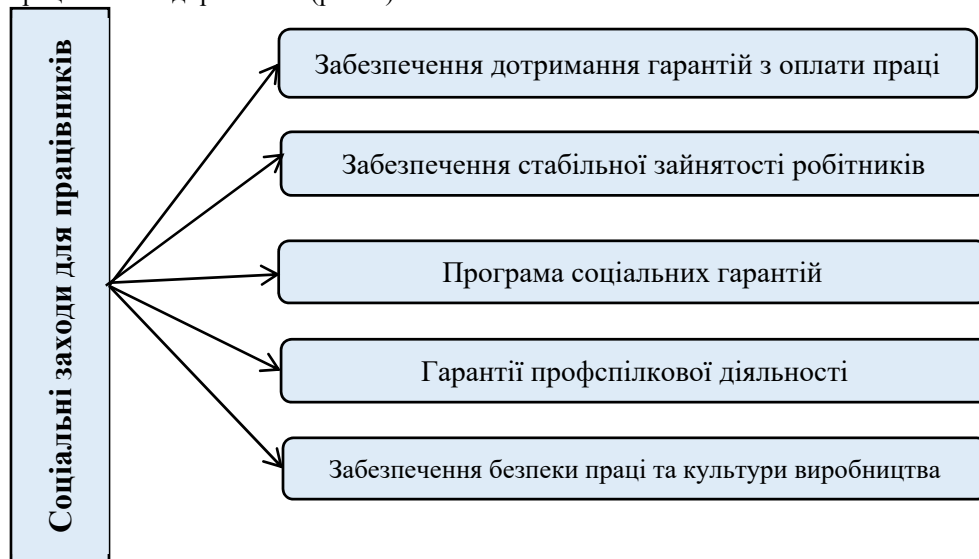 Соціальні заходи для працівників
Забезпечення дотримання гарантій з оплати праці
Забезпечення стабільної зайнятості робітників
Програма соціальних гарантій
Гарантії профспілкової діяльності
Забезпечення безпеки праці та культури виробництва